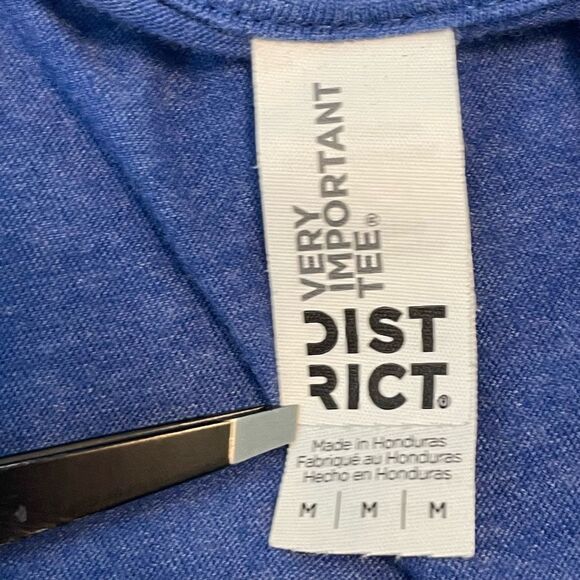 VERY
IMPORTANT
TEE®
DIST
RICT®
Made in Honduras
Fabriqué au Honduras
Hecho en Honduras
M | M | M